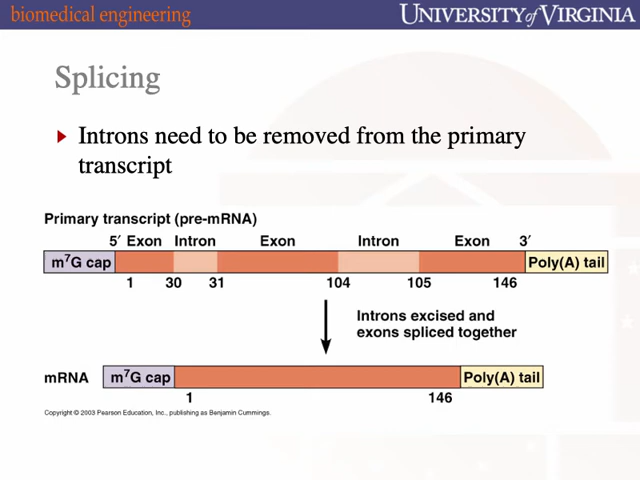 biomedical engineering
UNIVERSITY of VIRGINIA
Splicing
Introns need to be removed from the primary
transcript
Primary transcript (pre-mRNA)
5′ Exon Intron Exon Intron Exon 3′
m⁷G cap Poly(A) tail
1 30 31 104 105 146
Introns excised and
exons spliced together
mRNA m⁷G cap Poly(A) tail
1 146
Copyright © 2003 Pearson Education, Inc., publishing as Benjamin Cummings.